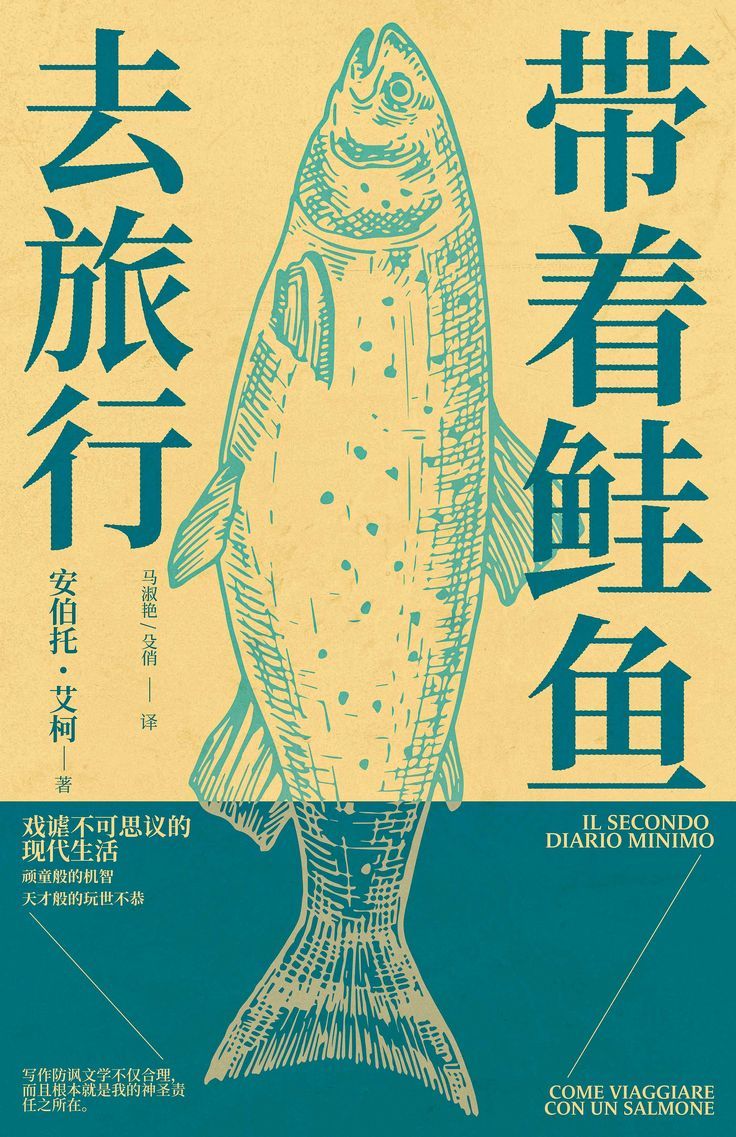 带着鲑鱼
去旅行
马淑艳/殳俏——译
安伯托·艾柯—著
戏谑不可思议的
现代生活
顽童般的机智
天才般的玩世不恭
写作防讽文学不仅合理，
而且根本就是我的神圣责
任之所在。
IL SECONDO
DIARIO MINIMO
COME VIAGGIARE
CON UN SALMONE